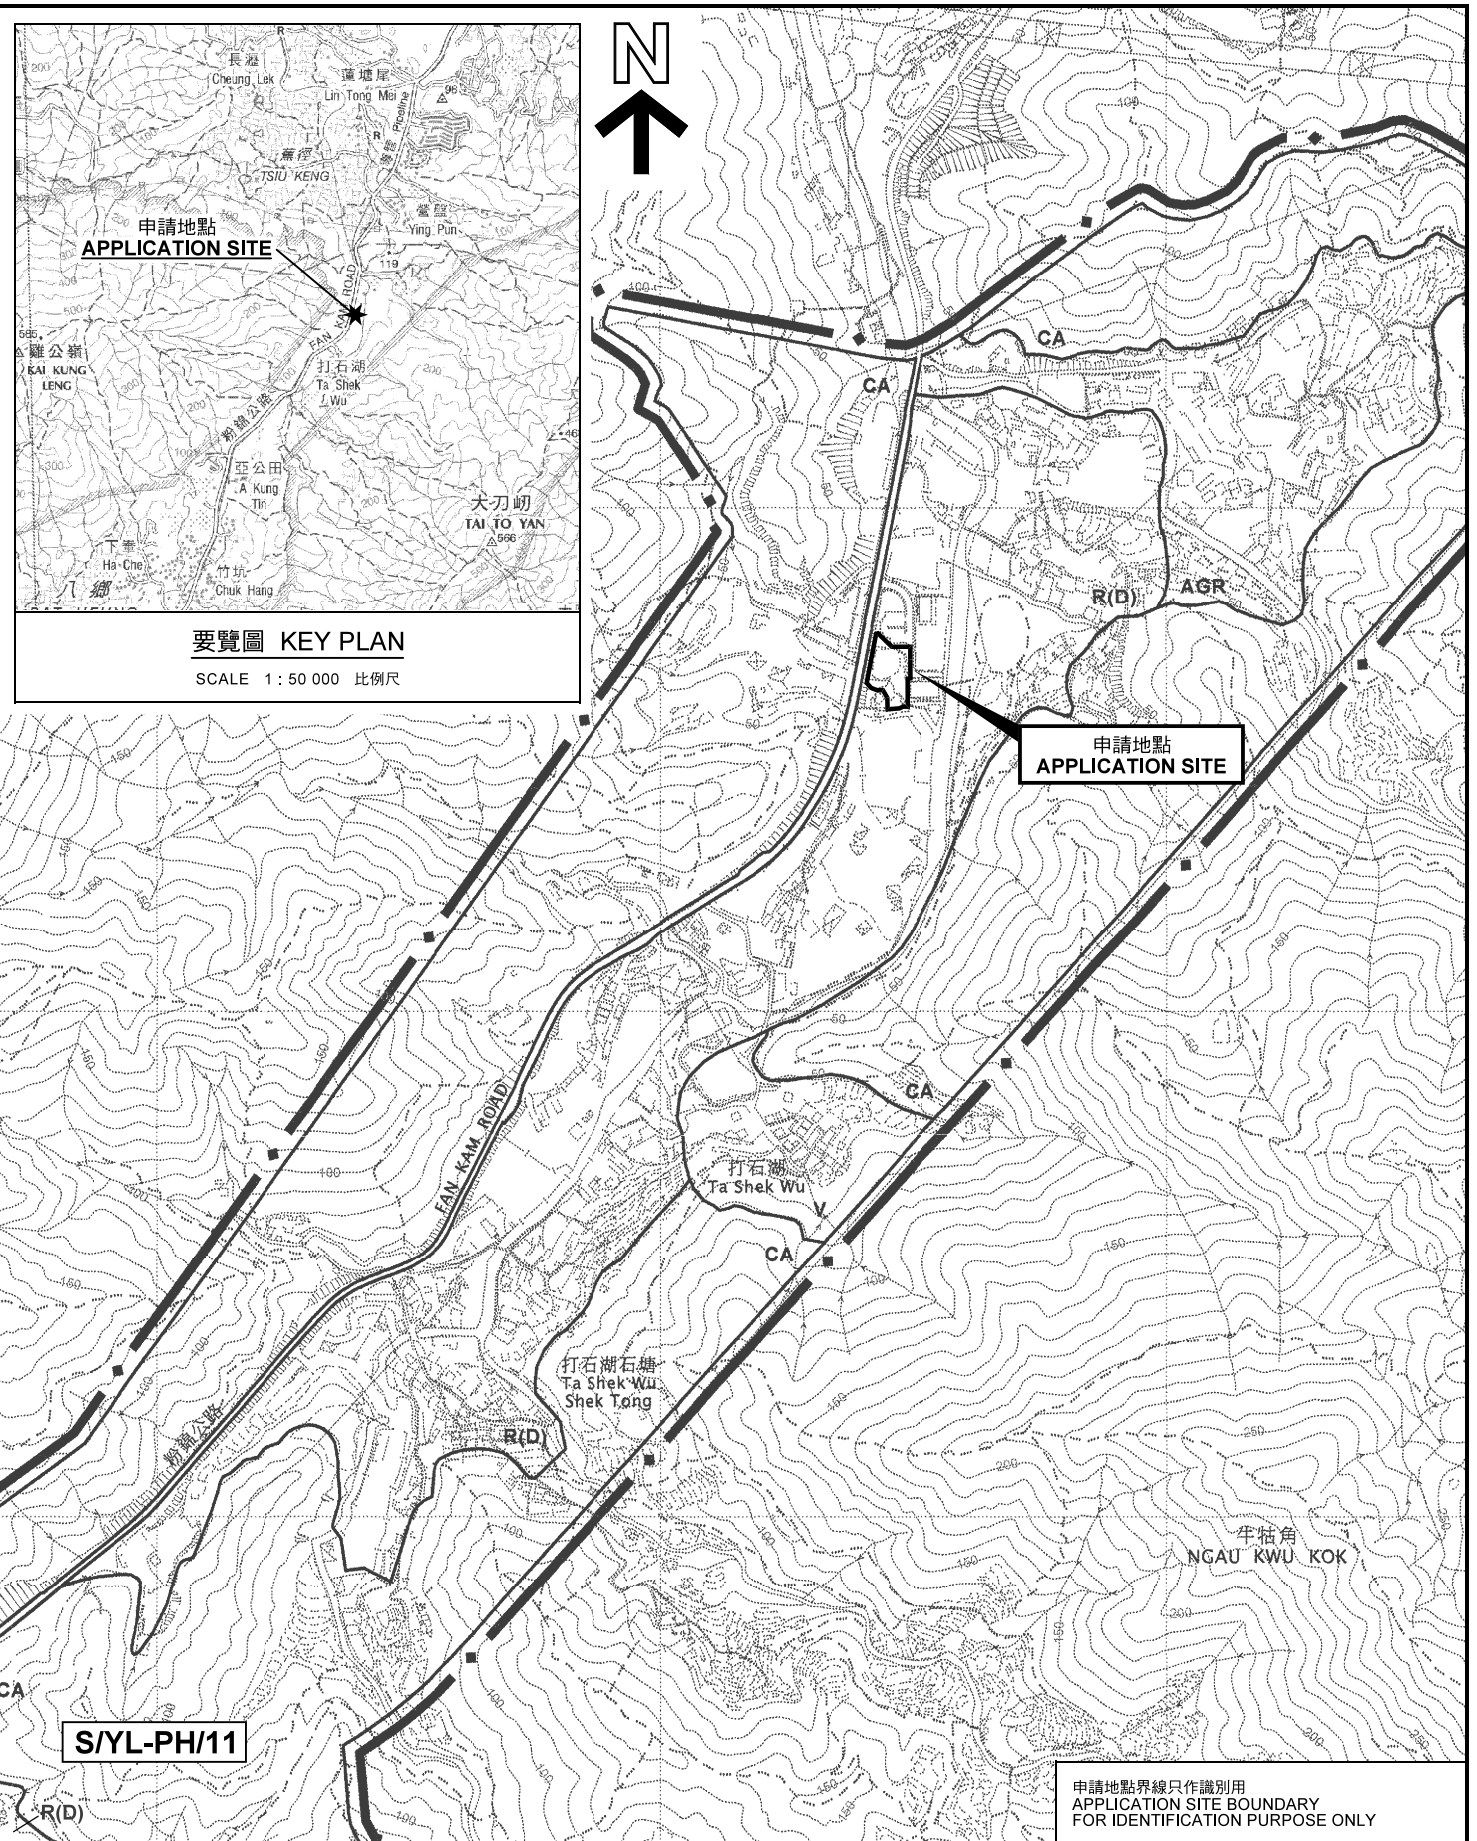 長瀝
Cheung Lek
蓮塘尾
Lin Tong Mei
R
R
96
Pipeline
蕉徑
TSIU KENG
營盤
Ying Pun
申請地點
APPLICATION SITE
119
FAN KAM ROAD
585
雞公嶺
KAI KUNG
LENG
打石湖
Ta Shek
Wu
粉錦公路
亞公田
A Kung
Tin
大刀屻
TAI TO YAN
566
下輋
Ha Che
八鄉
竹坑
Chuk Hang
要覽圖 KEY PLAN
SCALE 1 : 50 000 比例尺
N
CA
CA
R(D)
AGR
申請地點
APPLICATION SITE
CA
FAN KAM ROAD
打石湖
Ta Shek Wu
V
CA
打石湖石塘
Ta Shek Wu
Shek Tong
粉錦公路
R(D)
牛牯角
NGAU KWU KOK
CA
S/YL-PH/11
R(D)
申請地點界線只作識別用
APPLICATION SITE BOUNDARY
FOR IDENTIFICATION PURPOSE ONLY